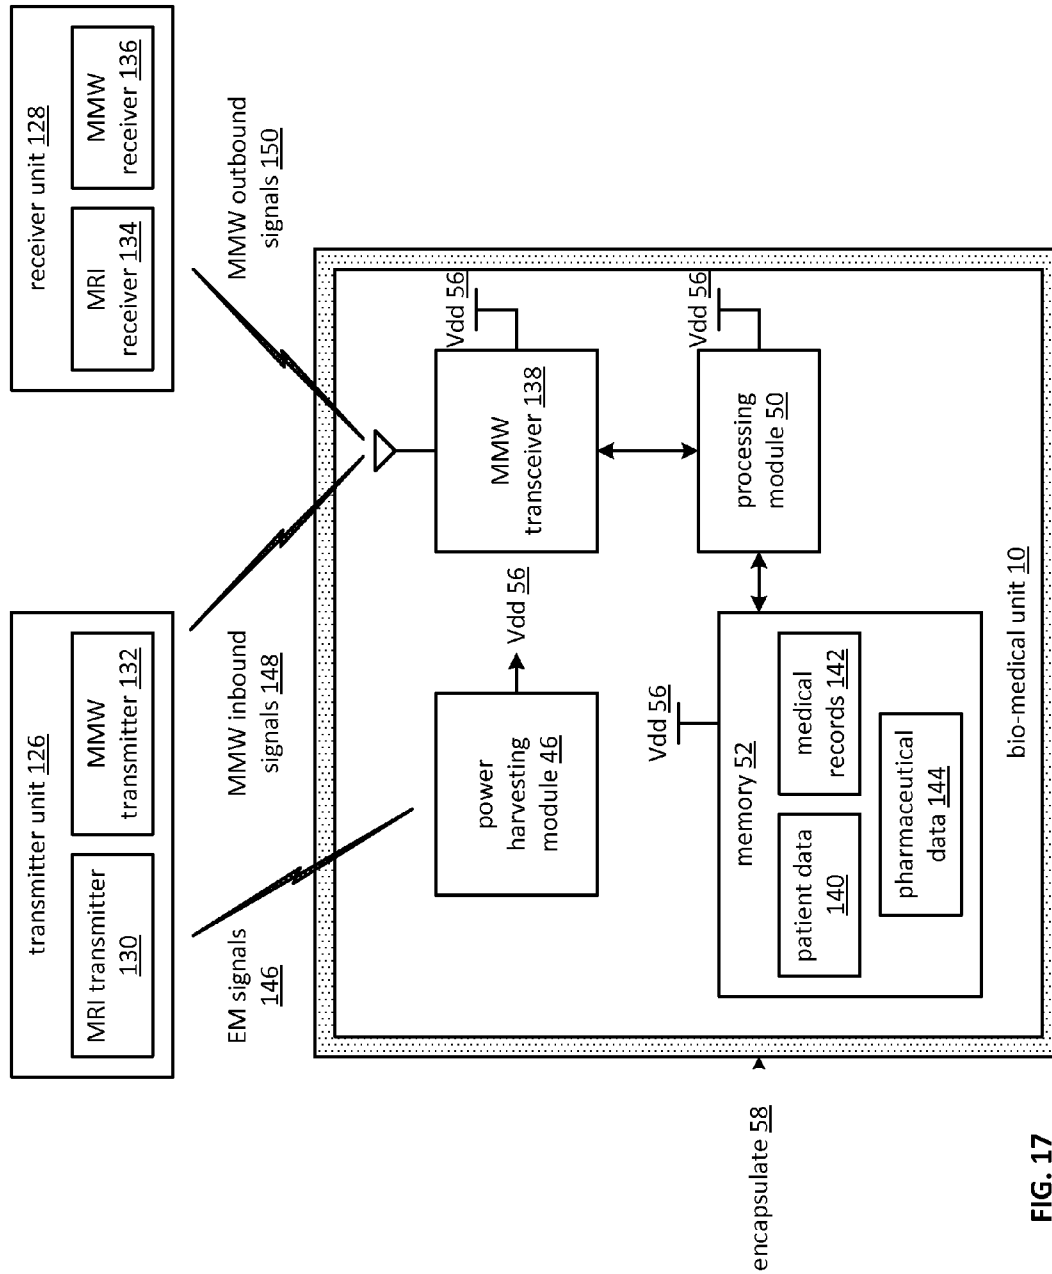 transmitter unit 126
MRI transmitter
130
MMW
transmitter 132
receiver unit 128
MRI
receiver 134
MMW
receiver 136
EM signals
146
MMW inbound
signals 148
MMW outbound
signals 150
power
harvesting
module 46
Vdd 56
MMW
transceiver 138
Vdd 56
Vdd 56
memory 52
patient data
140
medical
records 142
pharmaceutical
data 144
processing
module 50
Vdd 56
bio-medical unit 10
encapsulate 58
FIG. 17